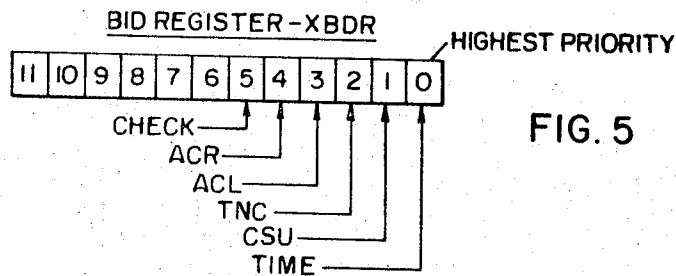 BID REGISTER-XBDR
HIGHEST PRIORITY
11 10 9 8 7 6 5 4 3 2 1 0
FIG. 5
CHECK
ACR
ACL
TNC
CSU
TIME